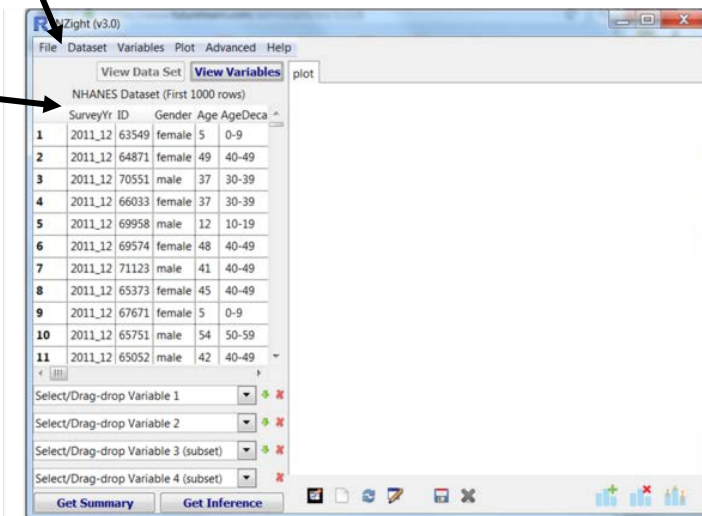 NZight (v3.0)
File Dataset Variables Plot Advanced Help
View Data Set View Variables plot
NHANES Dataset (First 1000 rows)
SurveyYr ID Gender Age AgeDeca
1 2011_12 63549 female 5 0-9
2 2011_12 64871 female 49 40-49
3 2011_12 70551 male 37 30-39
4 2011_12 66033 female 37 30-39
5 2011_12 69958 male 12 10-19
6 2011_12 69574 female 48 40-49
7 2011_12 71123 male 41 40-49
8 2011_12 65373 female 45 40-49
9 2011_12 67671 female 5 0-9
10 2011_12 65751 male 54 50-59
11 2011_12 65052 male 42 40-49
Select/Drag-drop Variable 1
Select/Drag-drop Variable 2
Select/Drag-drop Variable 3 (subset)
Select/Drag-drop Variable 4 (subset)
Get Summary Get Inference